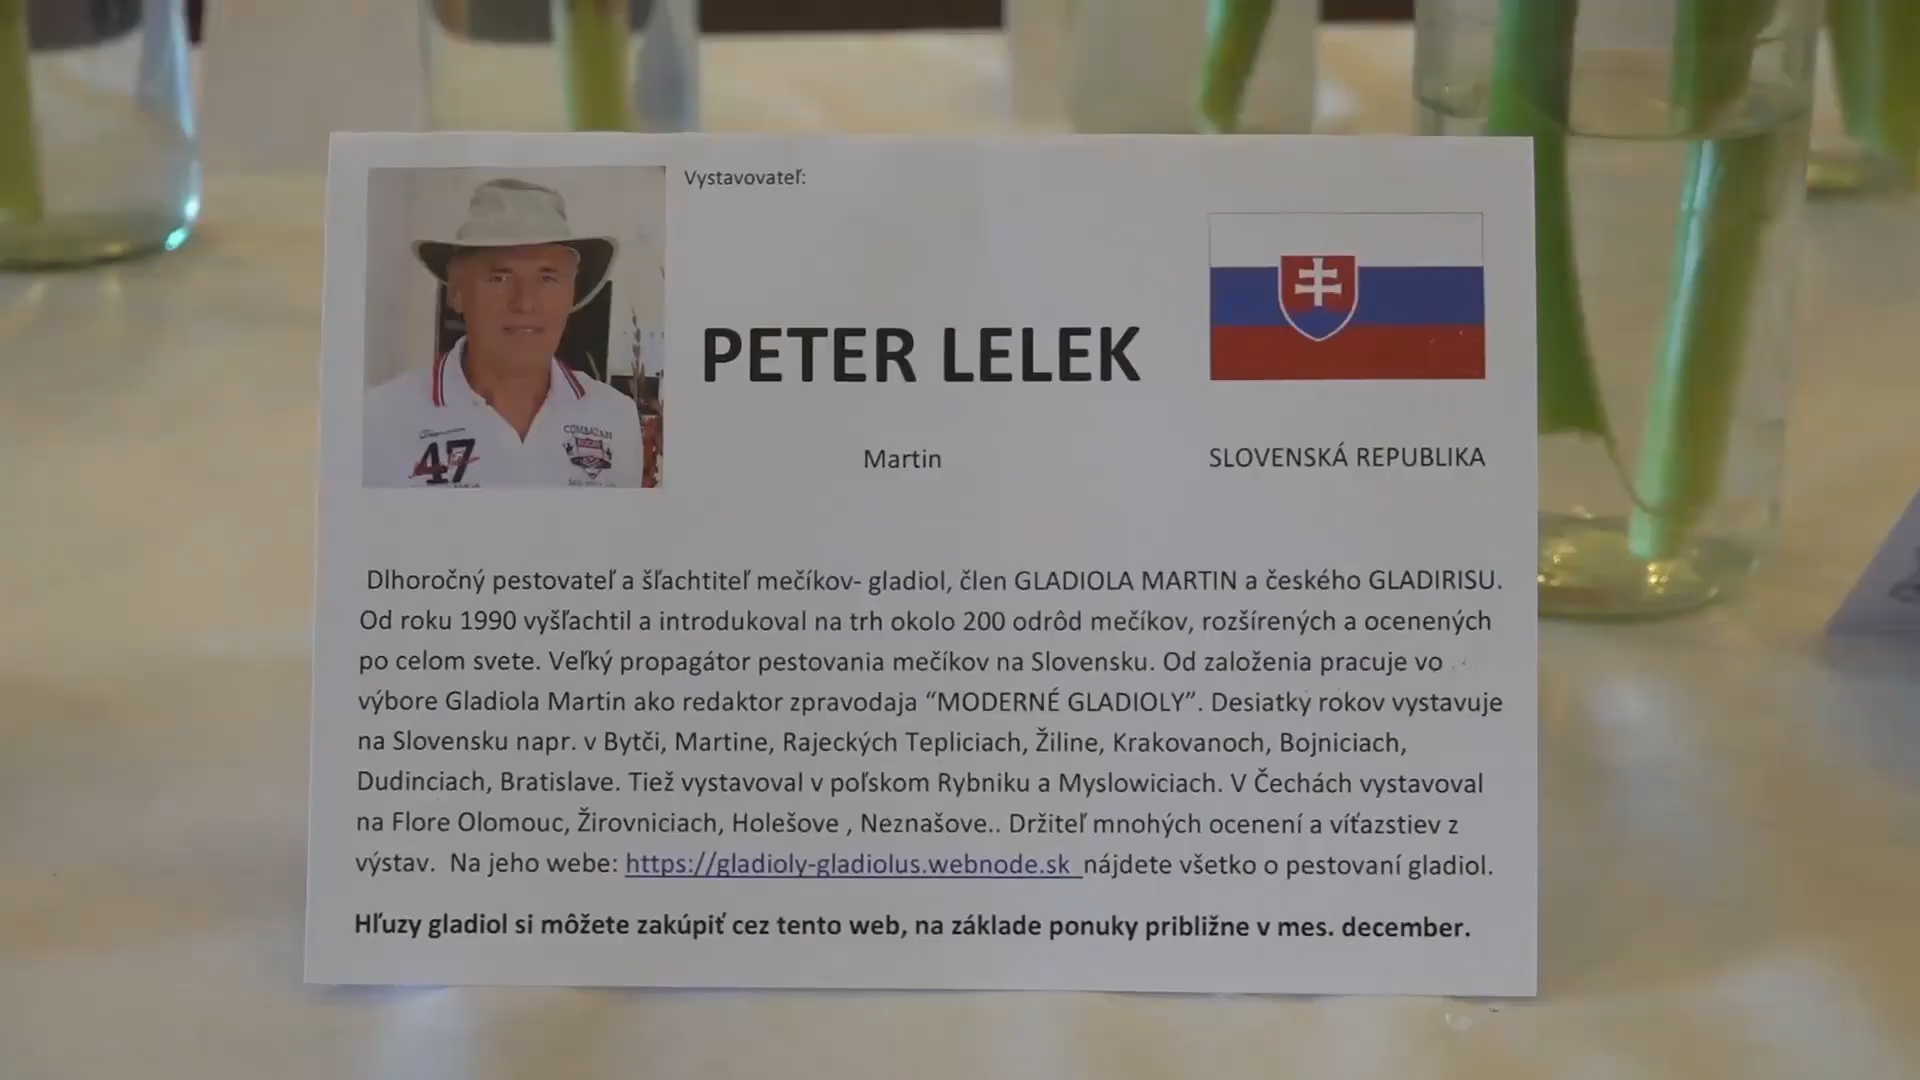 Vystavovateľ:
PETER LELEK
Martin
SLOVENSKÁ REPUBLIKA
47
Dlhoročný pestovateľ a šľachtiteľ mečíkov- gladiol, člen GLADIOLA MARTIN a českého GLADIRISU.
Od roku 1990 vyšľachtil a introdukoval na trh okolo 200 odrôd mečíkov, rozšírených a ocenených
po celom svete. Veľký propagátor pestovania mečíkov na Slovensku. Od založenia pracuje vo
výbore Gladiola Martin ako redaktor zpravodaja “MODERNÉ GLADIOLY”. Desiatky rokov vystavuje
na Slovensku napr. v Bytči, Martine, Rajeckých Tepliciach, Žiline, Krakovanoch, Bojniciach,
Dudinciach, Bratislave. Tiež vystavoval v poľskom Rybniku a Myslowiciach. V Čechách vystavoval
na Flore Olomouc, Žirovniciach, Holešove , Neznašove.. Držiteľ mnohých ocenení a víťazstiev z
výstav.  Na jeho webe: https://gladioly-gladiolus.webnode.sk  nájdete všetko o pestovaní gladiol.
Hľuzy gladiol si môžete zakúpiť cez tento web, na základe ponuky približne v mes. december.